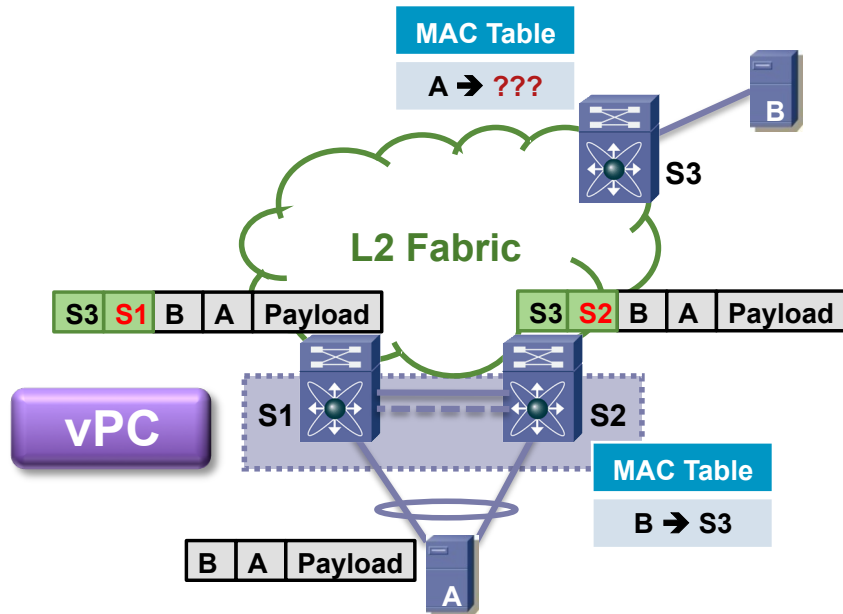 MAC Table
A → ???
B
S3
L2 Fabric
S3 S1 B A Payload
S3 S2 B A Payload
vPC
S1
S2
MAC Table
B → S3
B A Payload
A